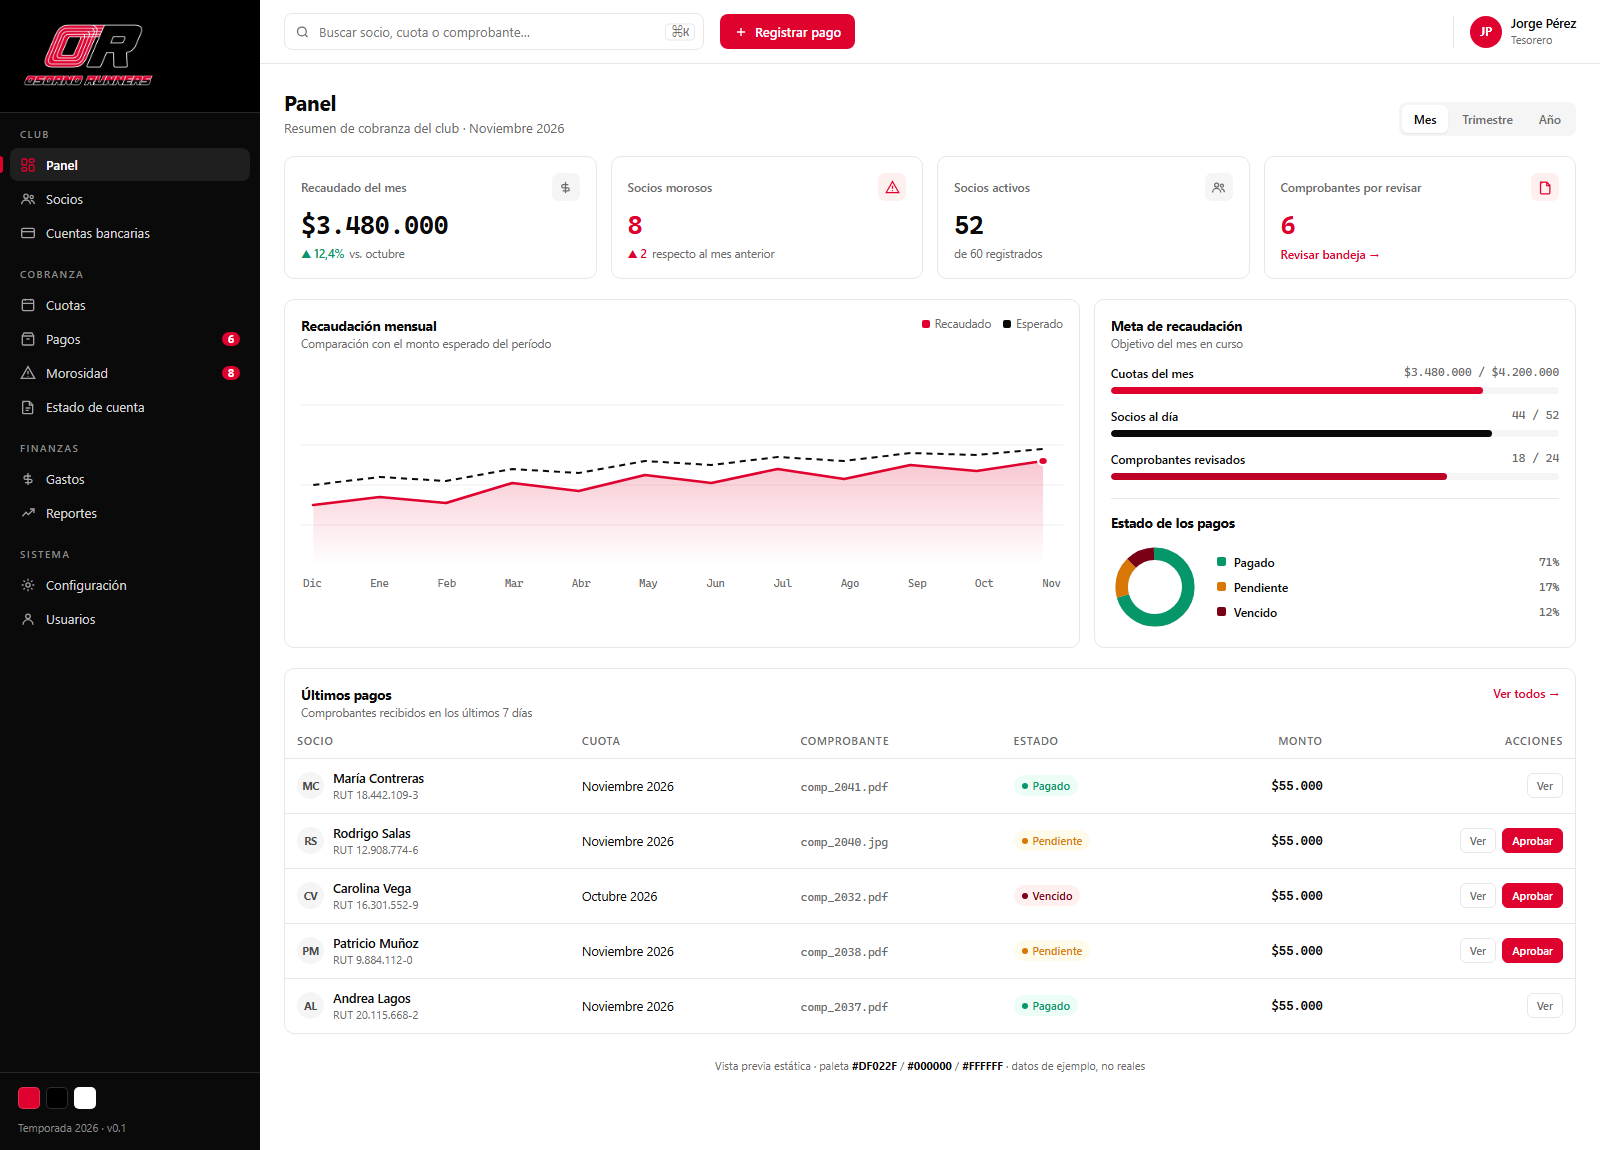 OR
OSORNO RUNNERS
CLUB
Panel
Socios
Cuentas bancarias
COBRANZA
Cuotas
Pagos 6
Morosidad 8
Estado de cuenta
FINANZAS
Gastos
Reportes
SISTEMA
Configuración
Usuarios
Temporada 2026 · v0.1
Buscar socio, cuota o comprobante... ⌘K
+ Registrar pago
JP
Jorge Pérez
Tesorero
Panel
Resumen de cobranza del club · Noviembre 2026
Mes Trimestre Año
Recaudado del mes
$3.480.000
▲ 12,4% vs. octubre
Socios morosos
8
▲ 2 respecto al mes anterior
Socios activos
52
de 60 registrados
Comprobantes por revisar
6
Revisar bandeja →
Recaudación mensual
Comparación con el monto esperado del período
Recaudado Esperado
Dic Ene Feb Mar Abr May Jun Jul Ago Sep Oct Nov
Meta de recaudación
Objetivo del mes en curso
Cuotas del mes $3.480.000 / $4.200.000
Socios al día 44 / 52
Comprobantes revisados 18 / 24
Estado de los pagos
Pagado 71%
Pendiente 17%
Vencido 12%
Últimos pagos
Comprobantes recibidos en los últimos 7 días
Ver todos →
SOCIO CUOTA COMPROBANTE ESTADO MONTO ACCIONES
MC María Contreras
RUT 18.442.109-3
Noviembre 2026 comp_2041.pdf Pagado $55.000 Ver
RS Rodrigo Salas
RUT 12.908.774-6
Noviembre 2026 comp_2040.jpg Pendiente $55.000 Ver Aprobar
CV Carolina Vega
RUT 16.301.552-9
Octubre 2026 comp_2032.pdf Vencido $55.000 Ver Aprobar
PM Patricio Muñoz
RUT 9.884.112-0
Noviembre 2026 comp_2038.pdf Pendiente $55.000 Ver Aprobar
AL Andrea Lagos
RUT 20.115.668-2
Noviembre 2026 comp_2037.pdf Pagado $55.000 Ver
Vista previa estática · paleta #DF022F / #000000 / #FFFFFF · datos de ejemplo, no reales